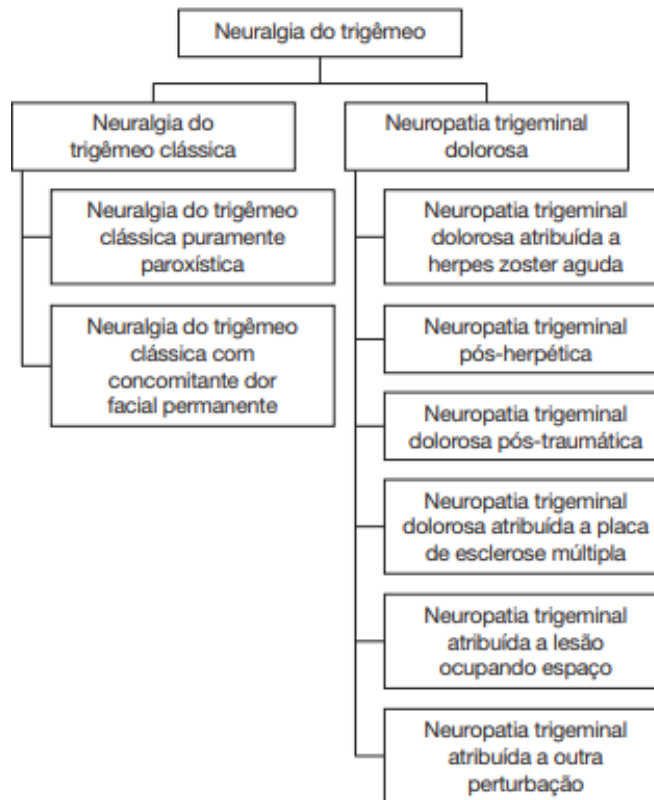 Neuralgia do trigêmeo
Neuralgia do
trigêmeo clássica
Neuralgia do trigêmeo
clássica puramente
paroxística
Neuralgia do trigêmeo
clássica com
concomitante dor
facial permanente
Neuropatia trigeminal
dolorosa
Neuropatia trigeminal
dolorosa atribuída a
herpes zoster aguda
Neuropatia trigeminal
pós-herpética
Neuropatia trigeminal
dolorosa pós-traumática
Neuropatia trigeminal
dolorosa atribuída a placa
de esclerose múltipla
Neuropatia trigeminal
atribuída a lesão
ocupando espaço
Neuropatia trigeminal
atribuída a outra
perturbação